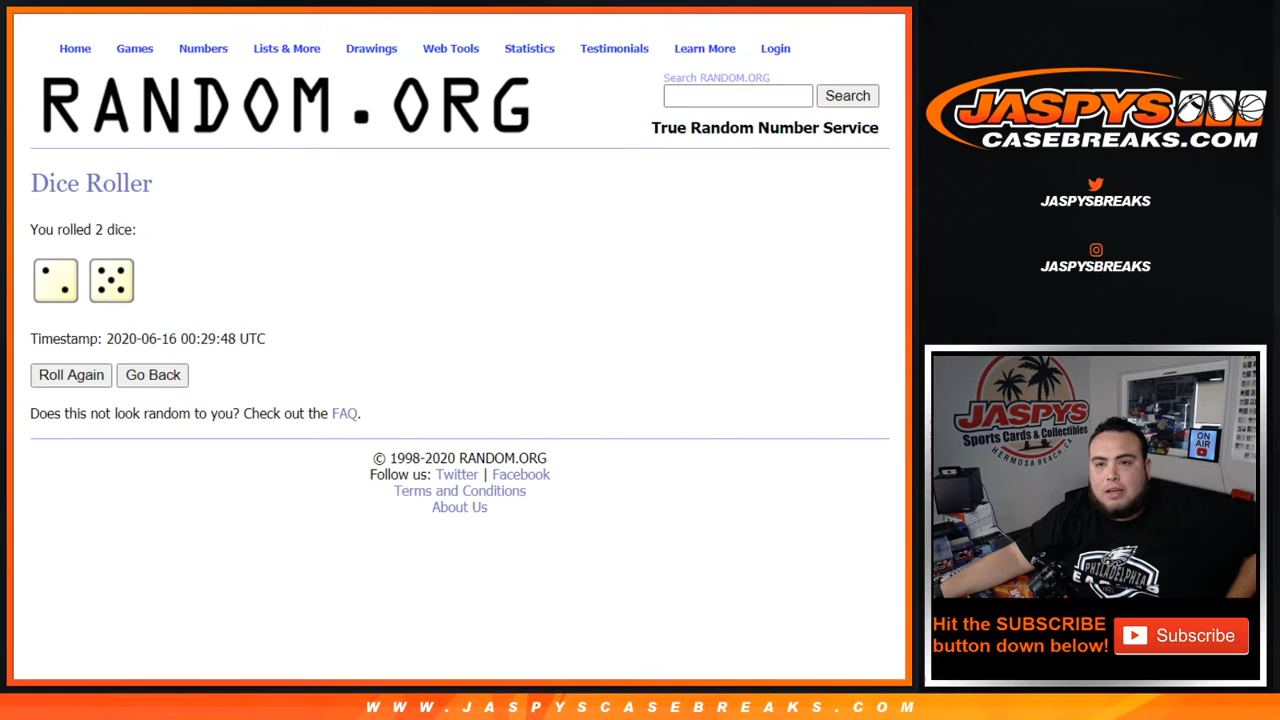 Home Games Numbers Lists & More Drawings Web Tools Statistics Testimonials Learn More Login
RANDOM.ORG
Search RANDOM.ORG
Search
True Random Number Service
Dice Roller
You rolled 2 dice:
Timestamp: 2020-06-16 00:29:48 UTC
Roll Again Go Back
Does this not look random to you? Check out the FAQ.
© 1998-2020 RANDOM.ORG
Follow us: Twitter | Facebook
Terms and Conditions
About Us
JASPYS
CASEBREAKS.COM
JASPYSBREAKS
JASPYSBREAKS
JASPYS
Sports Cards & Collectibles
HERMOSA BEACH, CA
ON
AIR
PHILADELPHIA
EAGLES
Hit the SUBSCRIBE
button down below!
Subscribe
WWW.JASPYSCASEBREAKS.COM